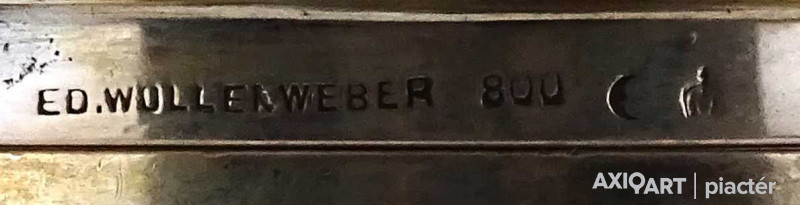 ED.WOLLENWEBER 800
AXIOART | piactér